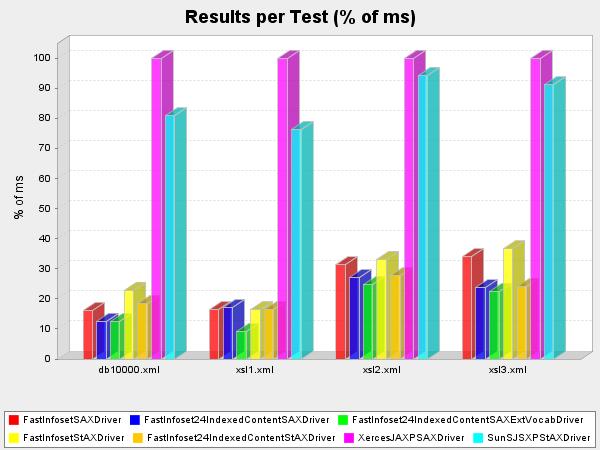 Results per Test (% of ms)
% of ms
100
90
80
70
60
50
40
30
20
10
0
db10000.xml xsl1.xml xsl2.xml xsl3.xml
FastInfosetSAXDriver FastInfoset24IndexedContentSAXDriver FastInfoset24IndexedContentSAXExtVocabDriver
FastInfosetStAXDriver FastInfoset24IndexedContentStAXDriver XercesJAXPSAXDriver SunSJSXPStAXDriver